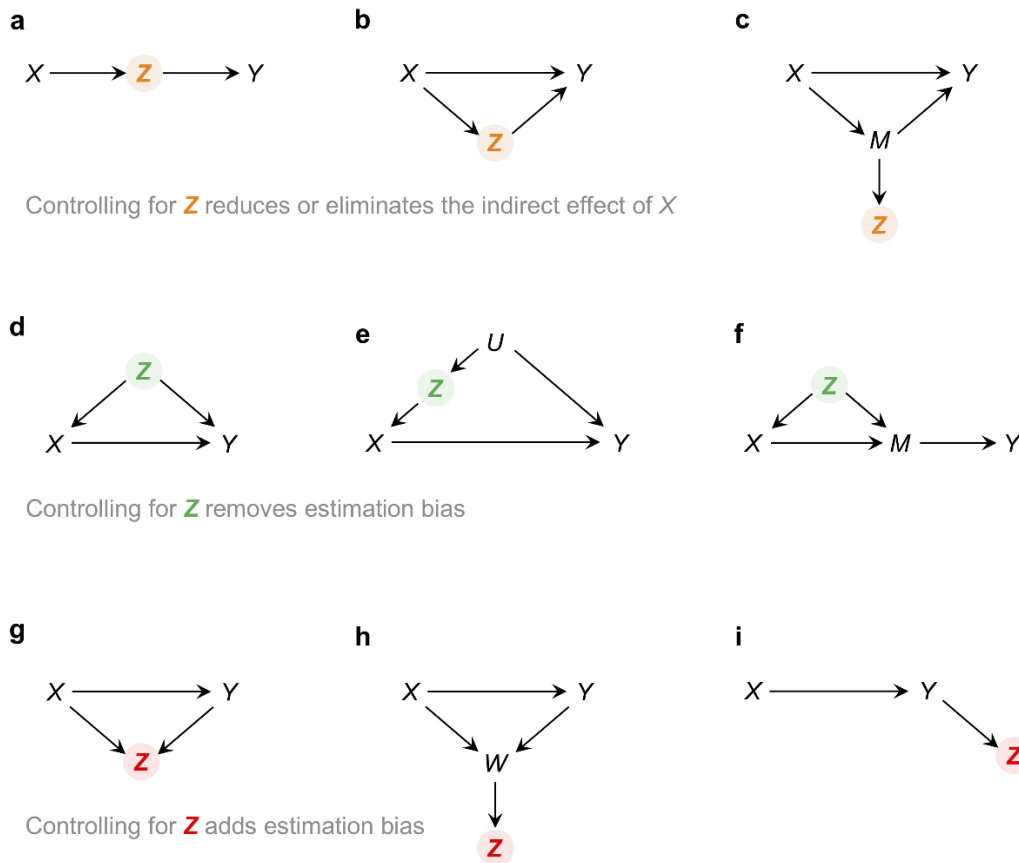 a b c
X Z Y
X Y
Z
X Y
M
Z
Controlling for Z reduces or eliminates the indirect effect of X
d e f
Z
X Y
U
Z
X Y
Z
X M Y
Controlling for Z removes estimation bias
g h i
X Y
Z
X Y
W
Z
X Y
Z
Controlling for Z adds estimation bias